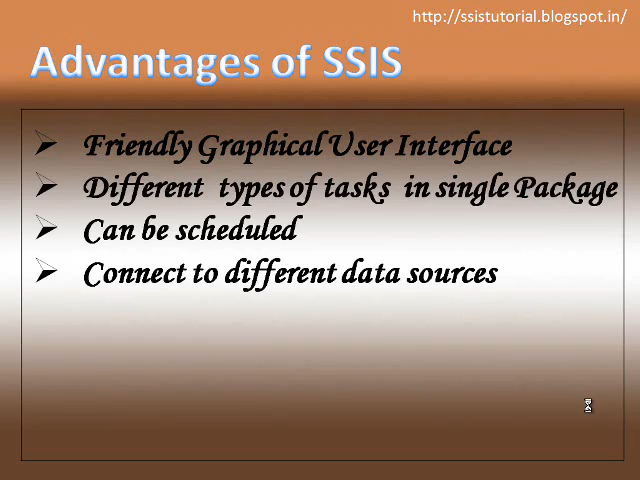 http://ssistutorial.blogspot.in/
Advantages of SSIS
Friendly Graphical User Interface
Different types of tasks in single Package
Can be scheduled
Connect to different data sources